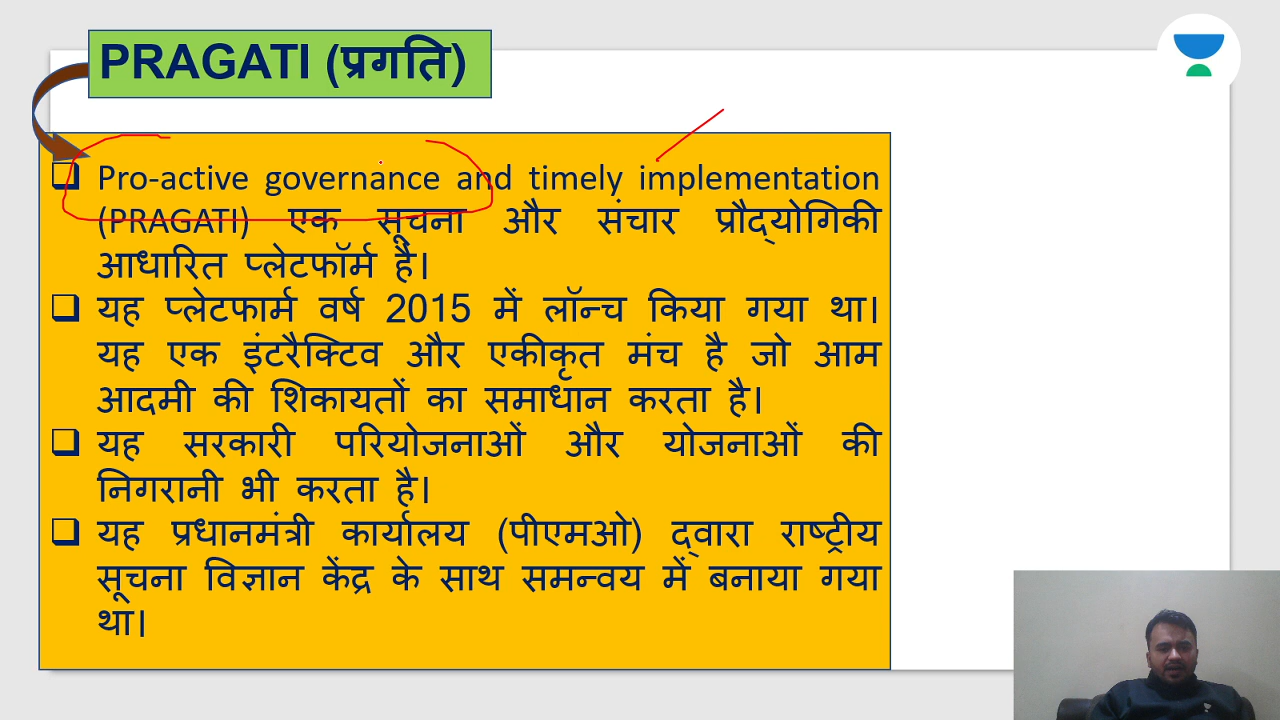 PRAGATI (प्रगति)
Pro-active governance and timely implementation
(PRAGATI) एक सूचना और संचार प्रौद्योगिकी
आधारित प्लेटफॉर्म है।
यह प्लेटफार्म वर्ष 2015 में लॉन्च किया गया था।
यह एक इंटरैक्टिव और एकीकृत मंच है जो आम
आदमी की शिकायतों का समाधान करता है।
यह सरकारी परियोजनाओं और योजनाओं की
निगरानी भी करता है।
यह प्रधानमंत्री कार्यालय (पीएमओ) द्वारा राष्ट्रीय
सूचना विज्ञान केंद्र के साथ समन्वय में बनाया गया
था।